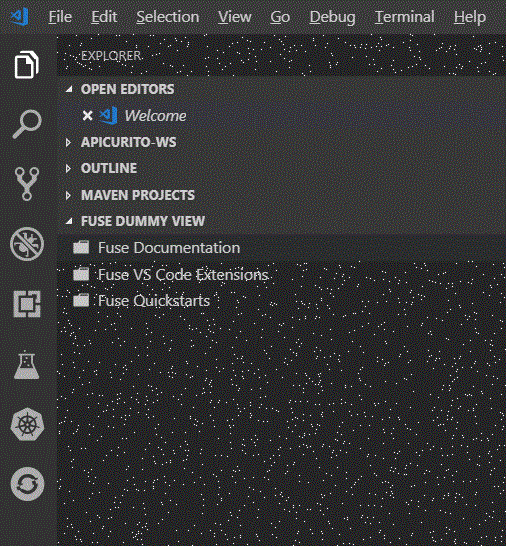 File Edit Selection View Go Debug Terminal Help
EXPLORER
OPEN EDITORS
Welcome
APICURITO-WS
OUTLINE
MAVEN PROJECTS
FUSE DUMMY VIEW
Fuse Documentation
Fuse VS Code Extensions
Fuse Quickstarts